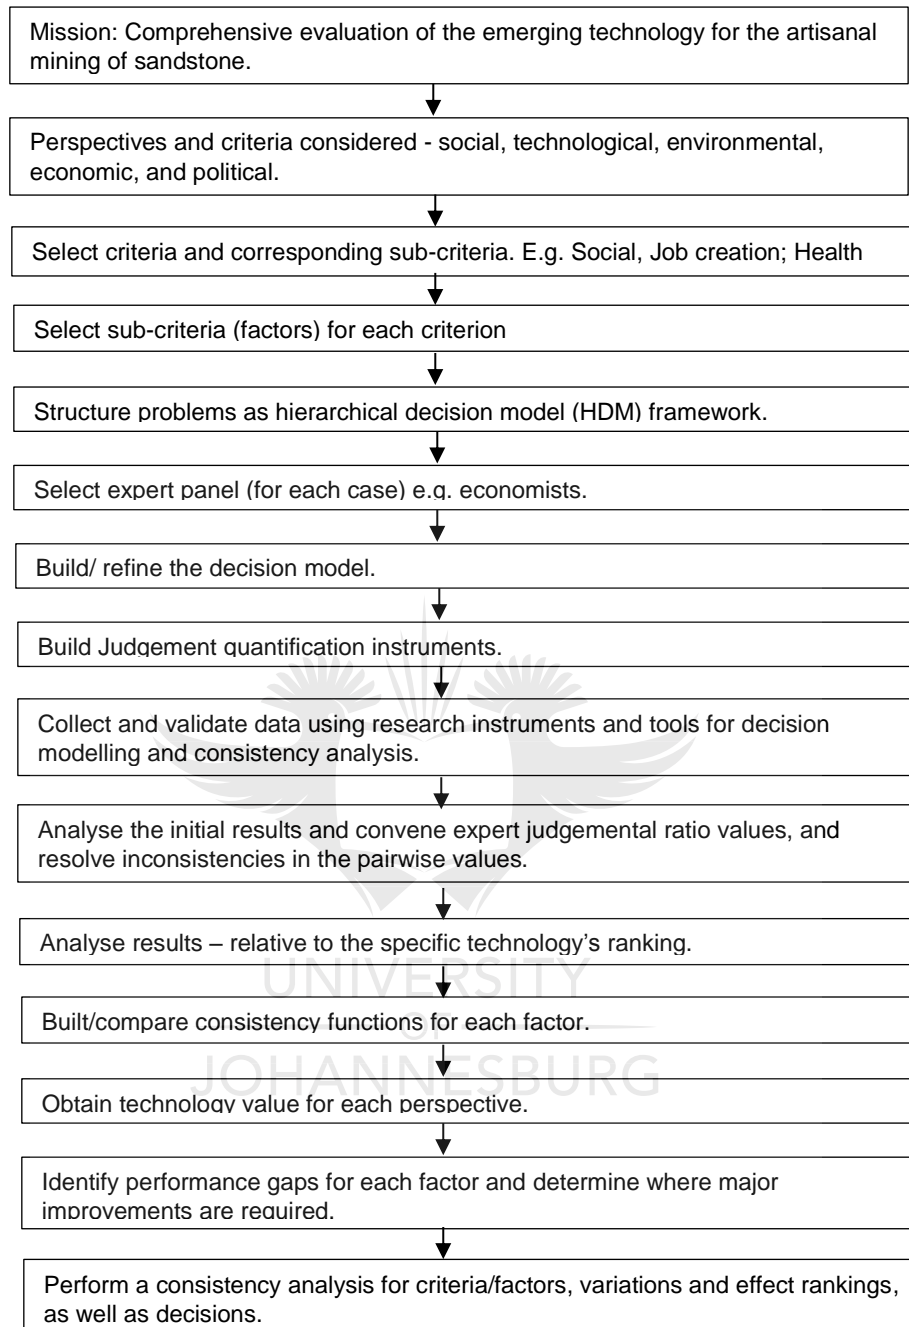 Mission: Comprehensive evaluation of the emerging technology for the artisanal
mining of sandstone.
Perspectives and criteria considered - social, technological, environmental,
economic, and political.
Select criteria and corresponding sub-criteria. E.g. Social, Job creation; Health
Select sub-criteria (factors) for each criterion
Structure problems as hierarchical decision model (HDM) framework.
Select expert panel (for each case) e.g. economists.
Build/ refine the decision model.
Build Judgement quantification instruments.
Collect and validate data using research instruments and tools for decision
modelling and consistency analysis.
Analyse the initial results and convene expert judgemental ratio values, and
resolve inconsistencies in the pairwise values.
Analyse results – relative to the specific technology's ranking.
UNIVERSITY
Built/compare consistency functions for each factor.
OF
JOHANNESBURG
Obtain technology value for each perspective.
Identify performance gaps for each factor and determine where major
improvements are required.
Perform a consistency analysis for criteria/factors, variations and effect rankings,
as well as decisions.